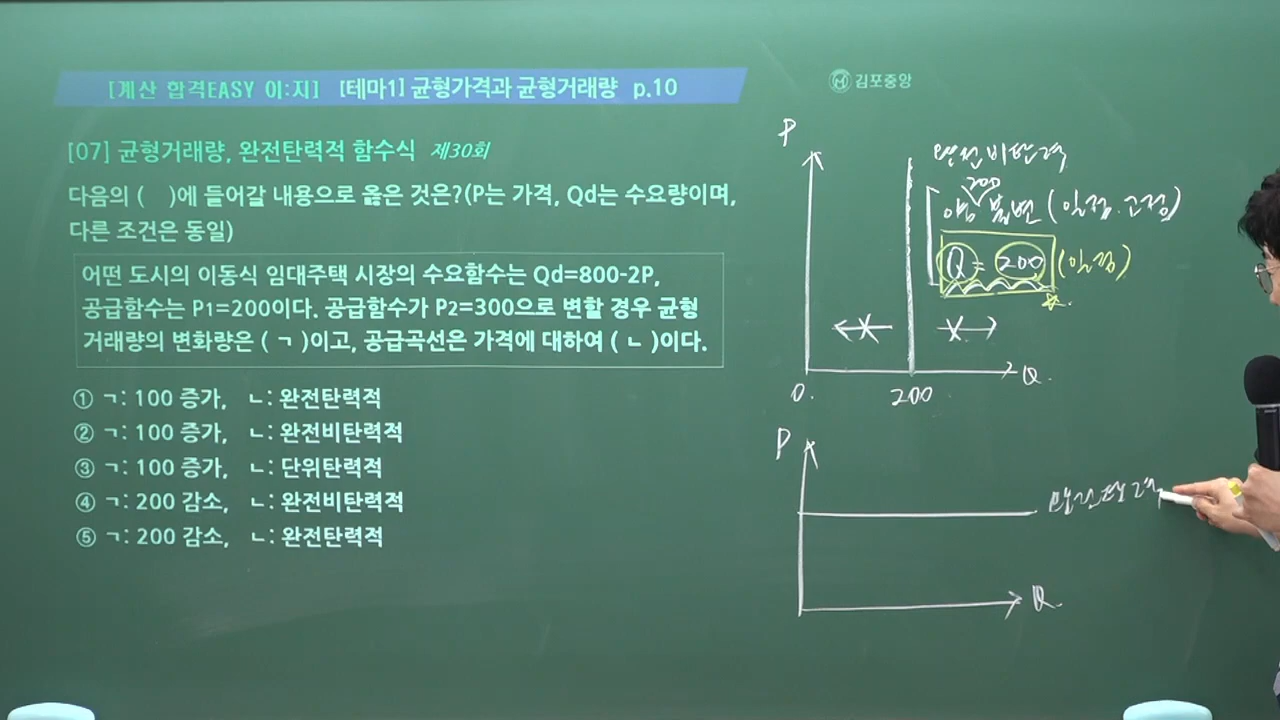 [계산 합격EASY 이:지] [테마1] 균형가격과 균형거래량 p.10
김포중앙
[07] 균형거래량, 완전탄력적 함수식 제30회
다음의 ( )에 들어갈 내용으로 옳은 것은?(P는 가격, Qd는 수요량이며,
다른 조건은 동일)
어떤 도시의 이동식 임대주택 시장의 수요함수는 Qd=800-2P,
공급함수는 P1=200이다. 공급함수가 P2=300으로 변할 경우 균형
거래량의 변화량은 ( ㄱ )이고, 공급곡선은 가격에 대하여 ( ㄴ )이다.
① ㄱ: 100 증가, ㄴ: 완전탄력적
② ㄱ: 100 증가, ㄴ: 완전비탄력적
③ ㄱ: 100 증가, ㄴ: 단위탄력적
④ ㄱ: 200 감소, ㄴ: 완전비탄력적
⑤ ㄱ: 200 감소, ㄴ: 완전탄력적
P
완전비탄력
200
양 불변 (일정.고정)
Q = 200 (일정)
0. 200 Q.
P
완전탄력
Q.